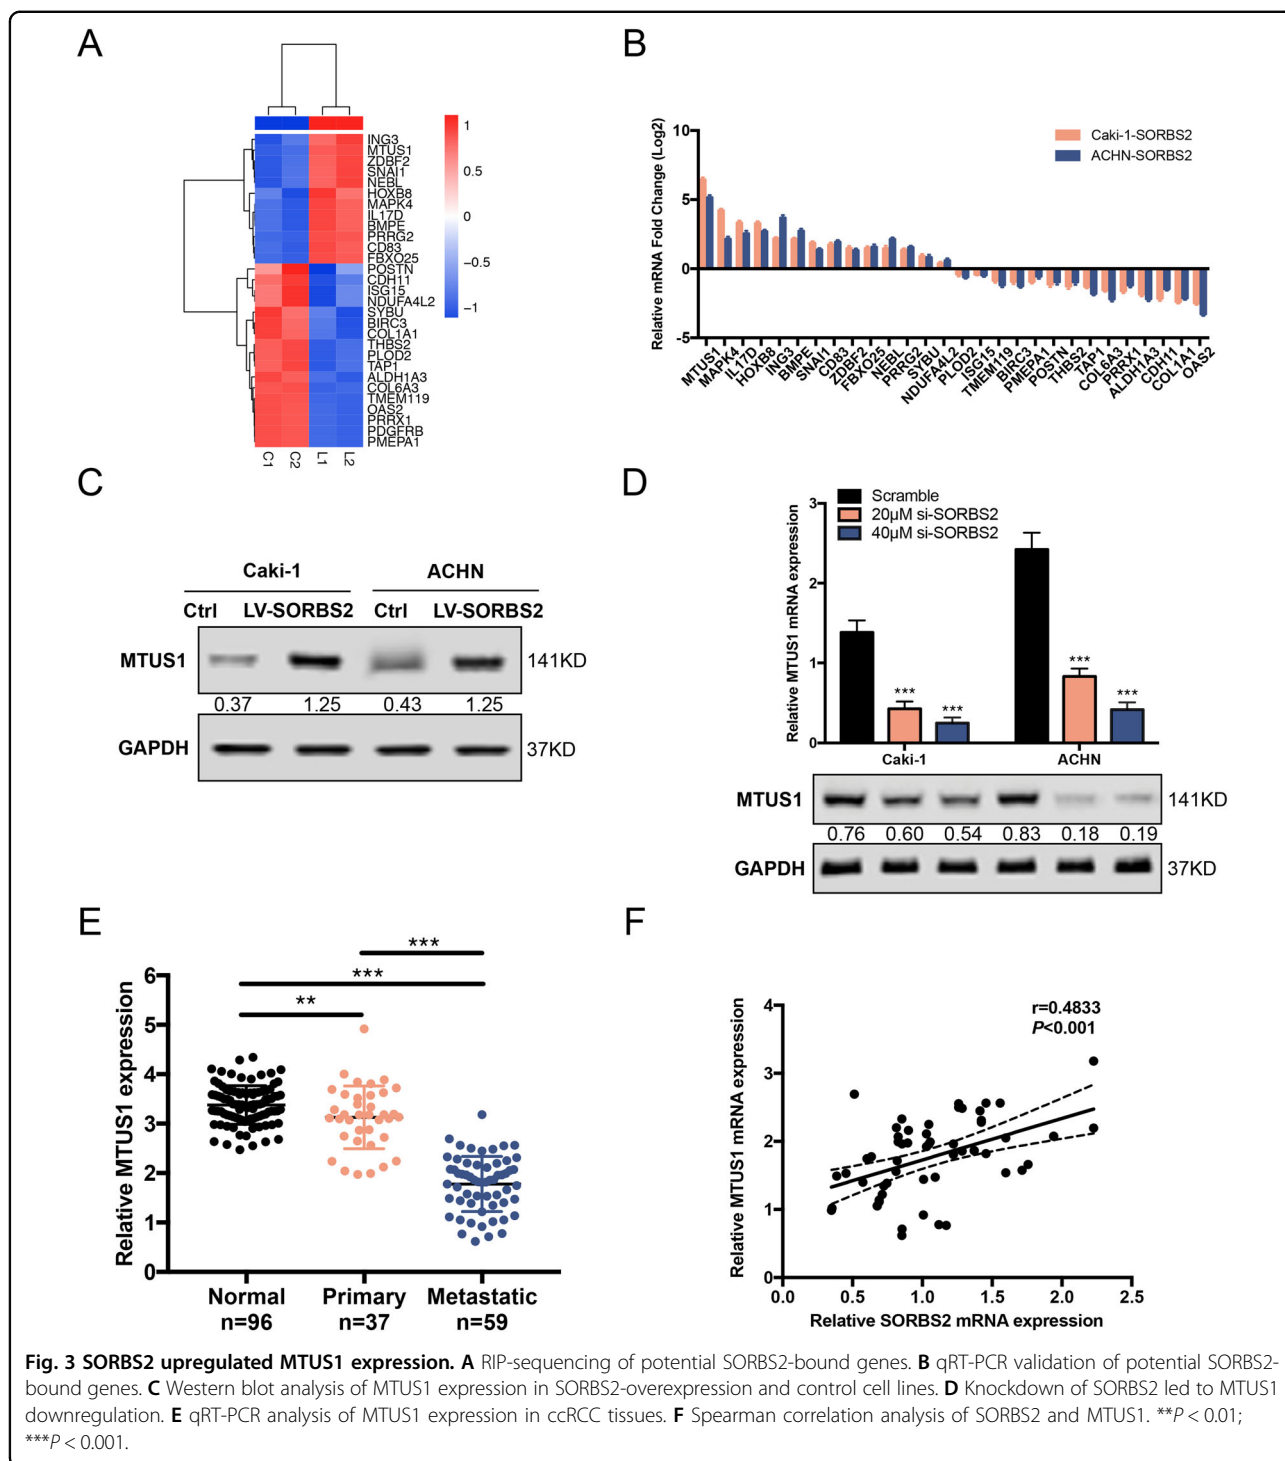 A
ING3
MTUS1
ZDBF2
SNAI1
NEBL
HOXB8
MAPK4
IL17D
BMPE
PRRG2
CD83
FBXO25
POSTN
CDH11
ISG15
NDUFA4L2
SYBU
BIRC3
COL1A1
THBS2
PLOD2
TAP1
ALDH1A3
COL6A3
TMEM119
OAS2
PRRX1
PDGFRB
PMEPA1
C1 C2 L1 L2
1
0.5
0
−0.5
−1
B
Relative mRNA Fold Change (Log2)
10
5
0
-5
Caki-1-SORBS2
ACHN-SORBS2
MTUS1 MAPK4 IL17D HOXB8 ING3 BMPE SNAI1 CD83 ZDBF2 FBXO25 NEBL PRRG2 SYBU NDUFA4L2 PLOD2 ISG15 TMEM119 BIRC3 PMEPA1 POSTN THBS2 TAP1 COL6A3 PRRX1 ALDH1A3 CDH11 COL1A1 OAS2
C
Caki-1 ACHN
Ctrl LV-SORBS2 Ctrl LV-SORBS2
MTUS1 141KD
0.37 1.25 0.43 1.25
GAPDH 37KD
D
Relative MTUS1 mRNA expression
3
2
1
0
Scramble
20μM si-SORBS2
40μM si-SORBS2
*** *** *** ***
Caki-1 ACHN
MTUS1 141KD
0.76 0.60 0.54 0.83 0.18 0.19
GAPDH 37KD
E
Relative MTUS1 expression
6
5
4
3
2
1
0
***
***
**
Normal Primary Metastatic
n=96 n=37 n=59
F
Relative MTUS1 mRNA expression
4
3
2
1
0
r=0.4833
P<0.001
0.0 0.5 1.0 1.5 2.0 2.5
Relative SORBS2 mRNA expression
Fig. 3 SORBS2 upregulated MTUS1 expression. A RIP-sequencing of potential SORBS2-bound genes. B qRT-PCR validation of potential SORBS2-
bound genes. C Western blot analysis of MTUS1 expression in SORBS2-overexpression and control cell lines. D Knockdown of SORBS2 led to MTUS1
downregulation. E qRT-PCR analysis of MTUS1 expression in ccRCC tissues. F Spearman correlation analysis of SORBS2 and MTUS1. **P < 0.01;
***P < 0.001.